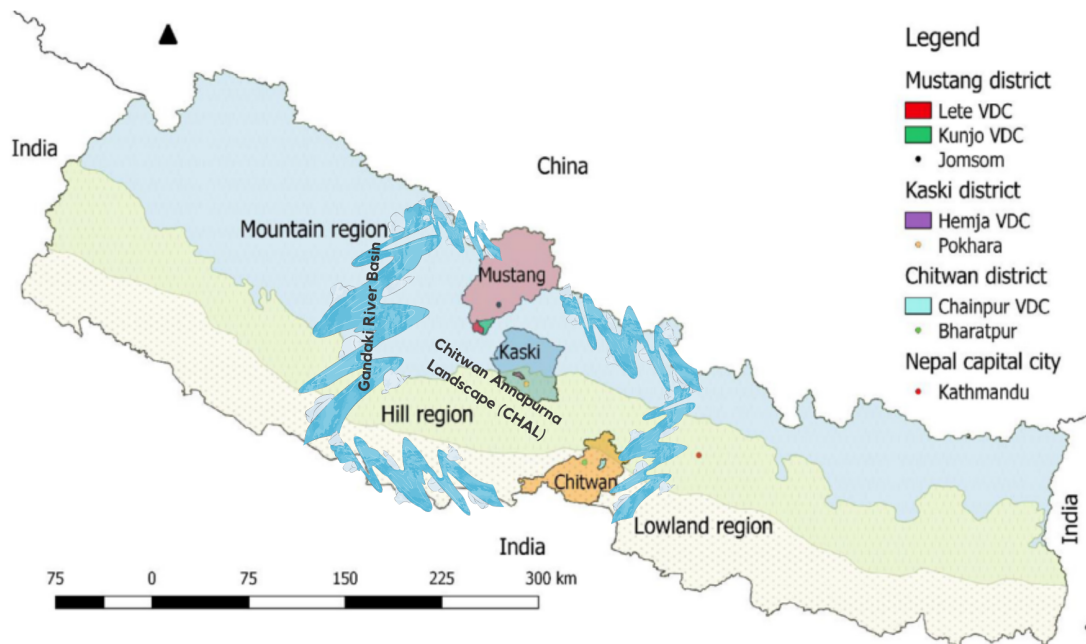 Legend
Mustang district
Lete VDC
Kunjo VDC
Jomsom
Kaski district
Hemja VDC
Pokhara
Chitwan district
Chainpur VDC
Bharatpur
Nepal capital city
Kathmandu
India
China
Mountain region
Gandaki River Basin
Mustang
Kaski
Chitwan Annapurna
Landscape (CHAL)
Hill region
Chitwan
Lowland region
India
India
75 0 75 150 225 300 km